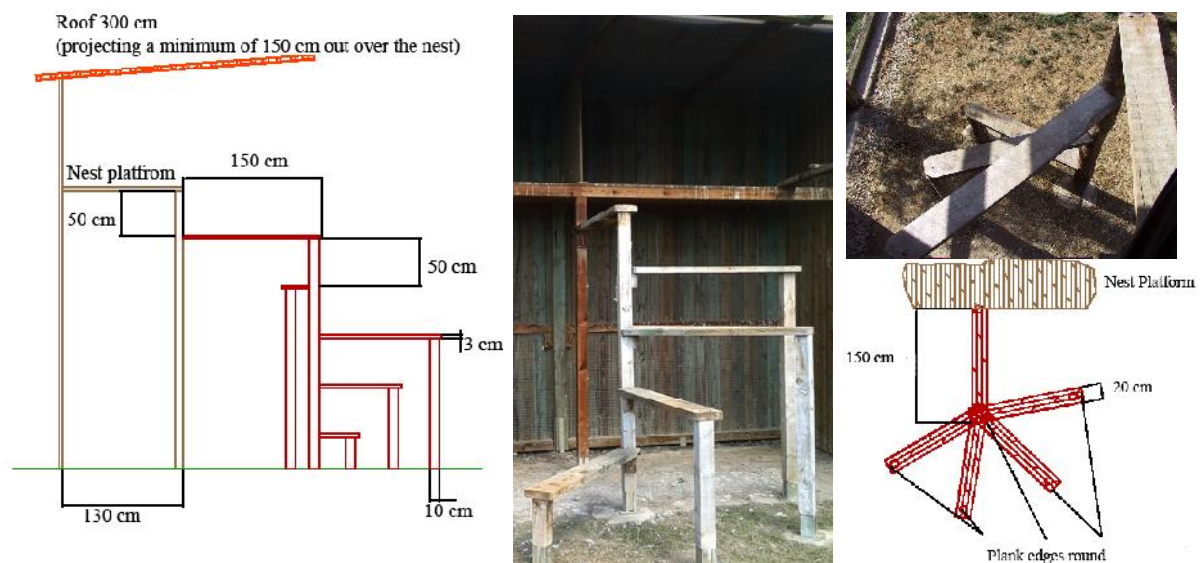 Roof 300 cm
(projecting a minimum of 150 cm out over the nest)
150 cm
Nest platfrom
50 cm
50 cm
3 cm
130 cm
10 cm
Nest Platform
150 cm
20 cm
Plank edges round